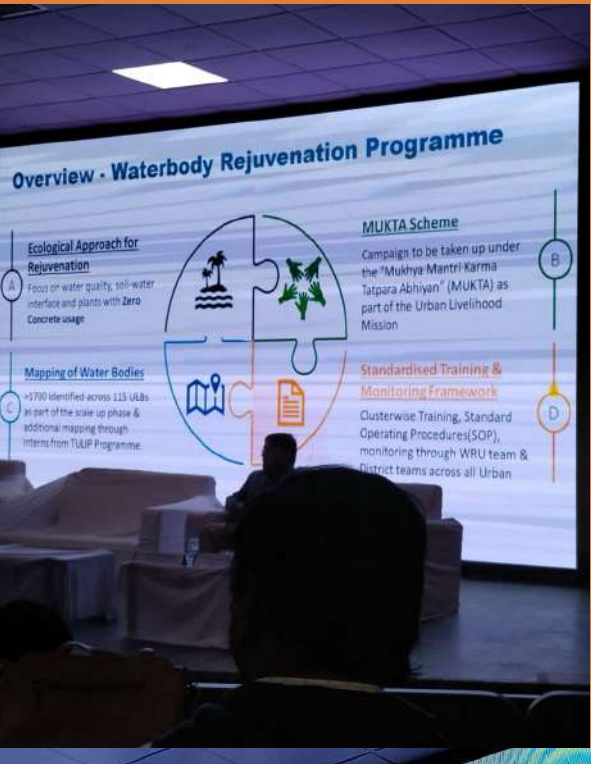 Overview - Waterbody Rejuvenation Programme
A
Ecological Approach for
Rejuvenation
Focus on water quality, soil-water
interface and plants with Zero
Concrete usage
MUKTA Scheme
Campaign to be taken up under
the "Mukhya Mantri Karma
Tatpara Abhiyan" (MUKTA) as
part of the Urban Livelihood
Mission
B
C
Mapping of Water Bodies
>1700 identified across 115 ULBs
as part of the scale up phase &
additional mapping through
Interns from TULIP Programme.
Standardised Training &
Monitoring Framework
Clusterwise Training, Standard
Operating Procedures(SOP),
monitoring through WRU team &
District teams across all Urban
D